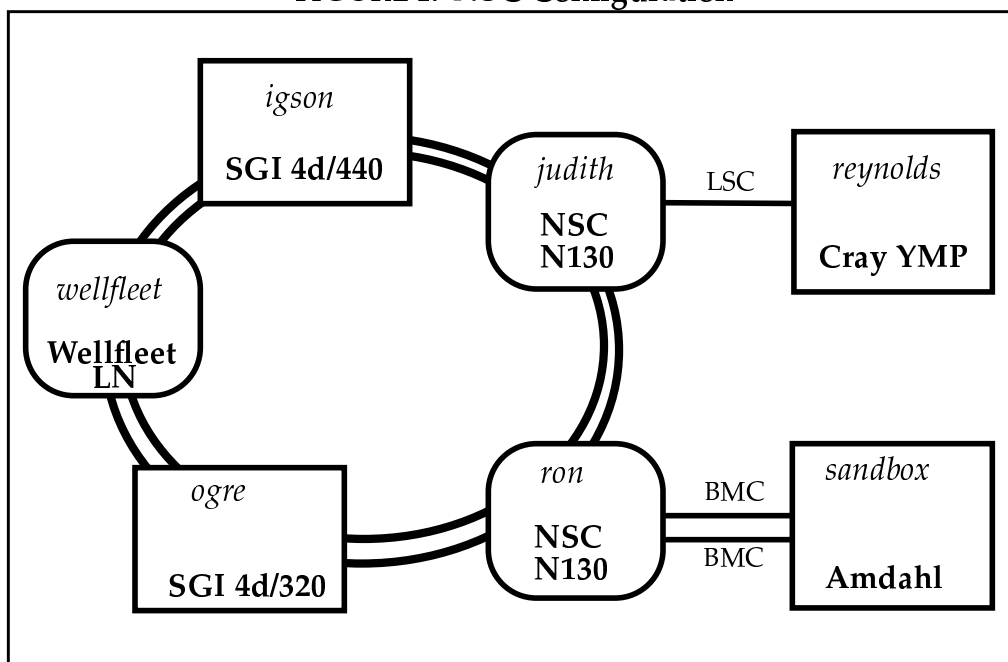 igson
SGI 4d/440
judith
NSC
N130
LSC
reynolds
Cray YMP
wellfleet
Wellfleet
LN
ogre
SGI 4d/320
ron
NSC
N130
BMC
BMC
sandbox
Amdahl